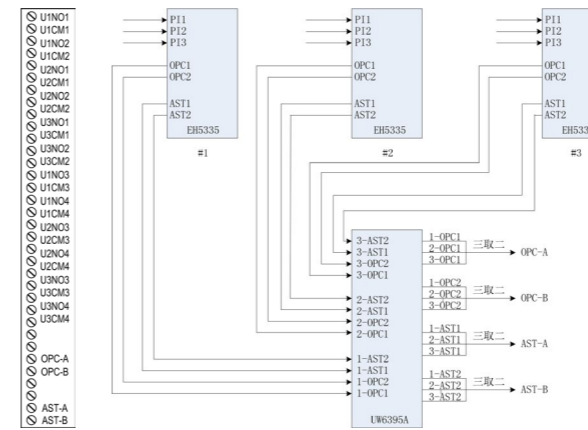 U1NO1
U1CM1
U1NO2
U1CM2
U2NO1
U2CM1
U2NO2
U2CM2
U3NO1
U3CM1
U3NO2
U3CM2
U1NO3
U1CM3
U1NO4
U1CM4
U2NO3
U2CM3
U2NO4
U2CM4
U3NO3
U3CM3
U3NO4
U3CM4
OPC-A
OPC-B
AST-A
AST-B
PI1
PI2
PI3
OPC1
OPC2
AST1
AST2
EH5335
#1
PI1
PI2
PI3
OPC1
OPC2
AST1
AST2
EH5335
#2
PI1
PI2
PI3
OPC1
OPC2
AST1
AST2
EH533
#3
3-AST2
3-AST1
3-OPC2
3-OPC1
2-AST2
2-AST1
2-OPC2
2-OPC1
1-AST2
1-AST1
1-OPC2
1-OPC1
UW6395A
1-OPC1
2-OPC1
3-OPC1
三取二
OPC-A
1-OPC2
2-OPC2
3-OPC2
三取二
OPC-B
1-AST1
2-AST1
3-AST1
三取二
AST-A
1-AST2
2-AST2
3-AST2
三取二
AST-B